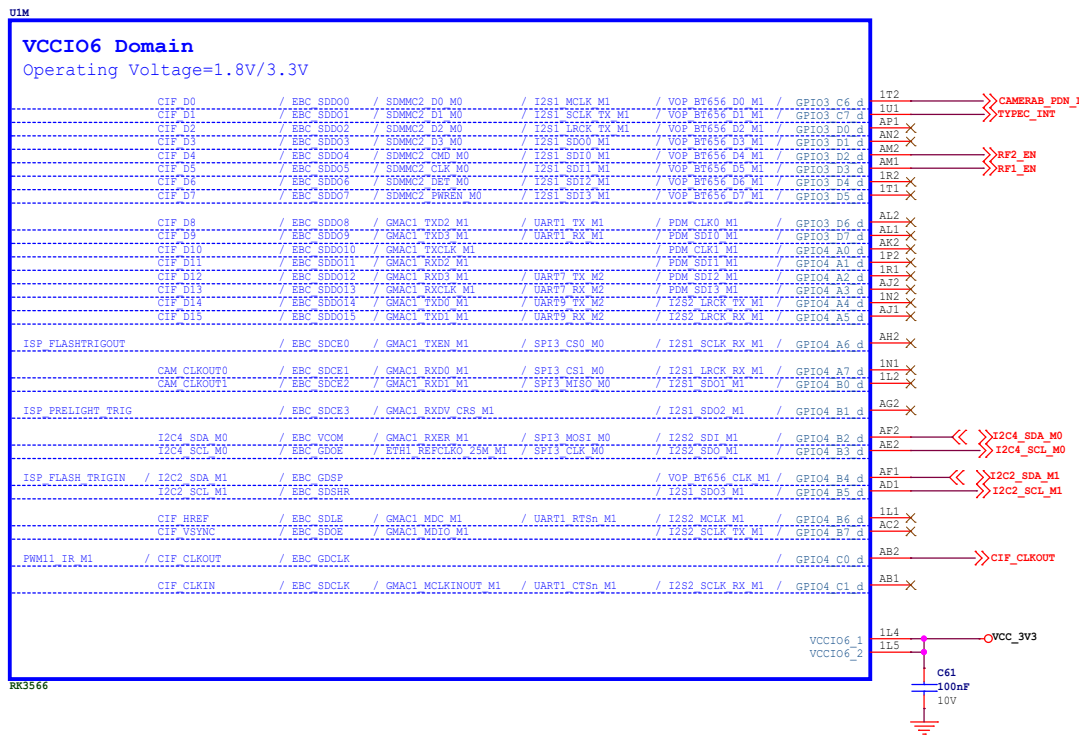 U1M
VCCIO6 Domain
Operating Voltage=1.8V/3.3V
CIF_D0 / EBC_SDDO0 / SDMMC2_D0_M0 / I2S1_MCLK_M1 / VOP_BT656_D0_M1 / GPIO3_C6_d 1T2 CAMERAB_PDN_
CIF_D1 / EBC_SDDO1 / SDMMC2_D1_M0 / I2S1_SCLK_TX_M1 / VOP_BT656_D1_M1 / GPIO3_C7_d 1U1 TYPEC_INT
CIF_D2 / EBC_SDDO2 / SDMMC2_D2_M0 / I2S1_LRCK_TX_M1 / VOP_BT656_D2_M1 / GPIO3_D0_d AP1
CIF_D3 / EBC_SDDO3 / SDMMC2_D3_M0 / I2S1_SDO0_M1 / VOP_BT656_D3_M1 / GPIO3_D1_d AN2
CIF_D4 / EBC_SDDO4 / SDMMC2_CMD_M0 / I2S1_SDI0_M1 / VOP_BT656_D4_M1 / GPIO3_D2_d AM2 RF2_EN
CIF_D5 / EBC_SDDO5 / SDMMC2_CLK_M0 / I2S1_SDI1_M1 / VOP_BT656_D5_M1 / GPIO3_D3_d AM1 RF1_EN
CIF_D6 / EBC_SDDO6 / SDMMC2_DET_M0 / I2S1_SDI2_M1 / VOP_BT656_D6_M1 / GPIO3_D4_d 1R2
CIF_D7 / EBC_SDDO7 / SDMMC2_PWREN_M0 / I2S1_SDI3_M1 / VOP_BT656_D7_M1 / GPIO3_D5_d 1T1
CIF_D8 / EBC_SDDO8 / GMAC1_TXD2_M1 / UART1_TX_M1 / PDM_CLK0_M1 / GPIO3_D6_d AL2
CIF_D9 / EBC_SDDO9 / GMAC1_TXD3_M1 / UART1_RX_M1 / PDM_SDI0_M1 / GPIO3_D7_d AL1
CIF_D10 / EBC_SDDO10 / GMAC1_TXCLK_M1 / PDM_CLK1_M1 / GPIO4_A0_d AK2
CIF_D11 / EBC_SDDO11 / GMAC1_RXD2_M1 / PDM_SDI1_M1 / GPIO4_A1_d 1P2
CIF_D12 / EBC_SDDO12 / GMAC1_RXD3_M1 / UART7_TX_M2 / PDM_SDI2_M1 / GPIO4_A2_d 1R1
CIF_D13 / EBC_SDDO13 / GMAC1_RXCLK_M1 / UART7_RX_M2 / PDM_SDI3_M1 / GPIO4_A3_d AJ2
CIF_D14 / EBC_SDDO14 / GMAC1_TXD0_M1 / UART9_TX_M2 / I2S2_LRCK_TX_M1 / GPIO4_A4_d 1N2
CIF_D15 / EBC_SDDO15 / GMAC1_TXD1_M1 / UART9_RX_M2 / I2S2_LRCK_RX_M1 / GPIO4_A5_d AJ1
ISP_FLASHTRIGOUT / EBC_SDCE0 / GMAC1_TXEN_M1 / SPI3_CS0_M0 / I2S1_SCLK_RX_M1 / GPIO4_A6_d AH2
CAM_CLKOUT0 / EBC_SDCE1 / GMAC1_RXD0_M1 / SPI3_CS1_M0 / I2S1_LRCK_RX_M1 / GPIO4_A7_d 1N1
CAM_CLKOUT1 / EBC_SDCE2 / GMAC1_RXD1_M1 / SPI3_MISO_M0 / I2S1_SDO1_M1 / GPIO4_B0_d 1L2
ISP_PRELIGHT_TRIG / EBC_SDCE3 / GMAC1_RXDV_CRS_M1 / I2S1_SDO2_M1 / GPIO4_B1_d AG2
I2C4_SDA_M0 / EBC_VCOM / GMAC1_RXER_M1 / SPI3_MOSI_M0 / I2S2_SDI_M1 / GPIO4_B2_d AF2 I2C4_SDA_M0
I2C4_SCL_M0 / EBC_GDOE / ETH1_REFCLKO_25M_M1 / SPI3_CLK_M0 / I2S2_SDO_M1 / GPIO4_B3_d AE2 I2C4_SCL_M0
ISP_FLASH_TRIGIN / I2C2_SDA_M1 / EBC_GDSP / VOP_BT656_CLK_M1 / GPIO4_B4_d AF1 I2C2_SDA_M1
I2C2_SCL_M1 / EBC_SDSHR / I2S1_SDO3_M1 / GPIO4_B5_d AD1 I2C2_SCL_M1
CIF_HREF / EBC_SDLE / GMAC1_MDC_M1 / UART1_RTSn_M1 / I2S2_MCLK_M1 / GPIO4_B6_d 1L1
CIF_VSYNC / EBC_SDOE / GMAC1_MDIO_M1 / I2S2_SCLK_TX_M1 / GPIO4_B7_d AC2
PWM11_IR_M1 / CIF_CLKOUT / EBC_GDCLK / GPIO4_C0_d AB2 CIF_CLKOUT
CIF_CLKIN / EBC_SDCLK / GMAC1_MCLKINOUT_M1 / UART1_CTSn_M1 / I2S2_SCLK_RX_M1 / GPIO4_C1_d AB1
VCCIO6_1 1L4 VCC_3V3
VCCIO6_2 1L5
RK3566
C61
100nF
10V